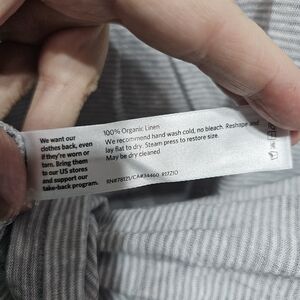 We want our
clothes back, even
if they're worn or
torn. Bring them
to our US stores
and support our
take-back program.
100% Organic Linen
We recommend hand wash cold, no bleach. Reshape and
lay flat to dry. Steam press to restore size.
May be dry cleaned
RN#78121/CA#34460 R17ZIO